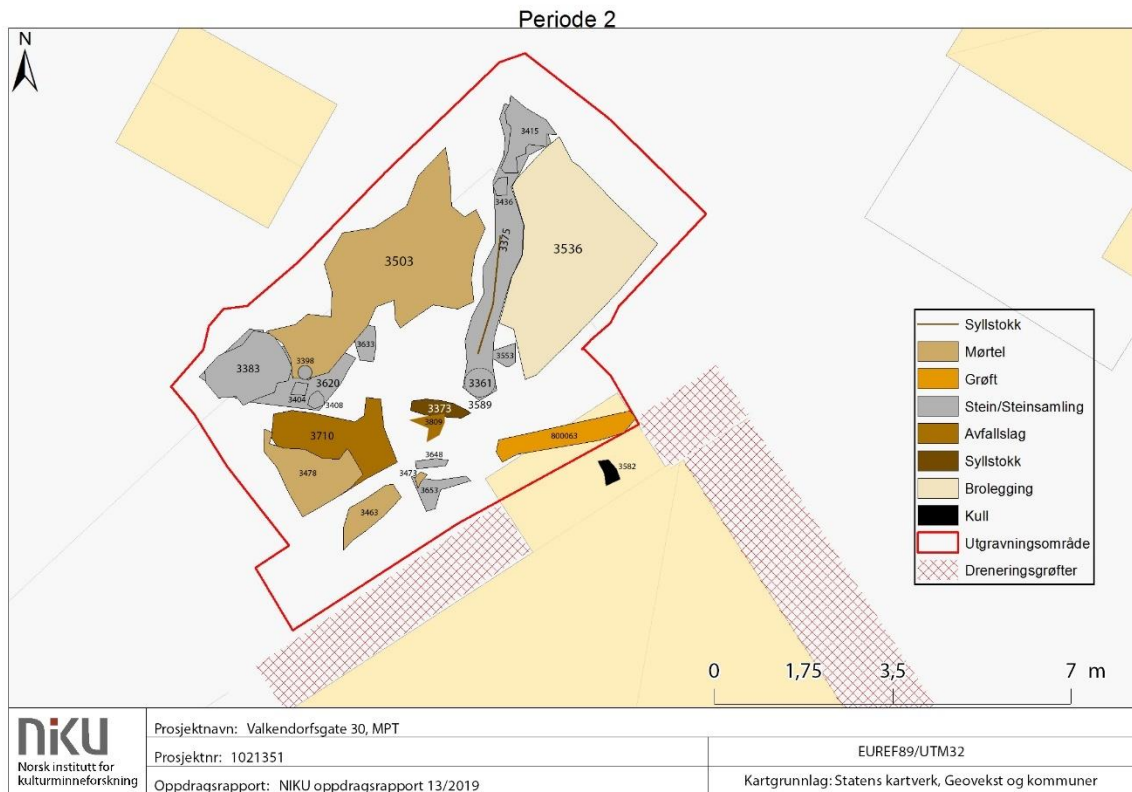 Periode 2
N
3415
3436
3375
3536
3503
3633
3553
3383
3398
3620
3361
3404
3408
3589
3373
3809
3710
800063
3648
3478
3473
3653
3582
3463
Syllstokk
Mørtel
Grøft
Stein/Steinsamling
Avfallslag
Syllstokk
Brolegging
Kull
Utgravningsområde
Dreneringsgrøfter
0 1,75 3,5 7 m
niku
Norsk institutt for
kulturminneforskning
Prosjektnavn: Valkendorfsgate 30, MPT
Prosjektnr: 1021351
Oppdragsrapport: NIKU oppdragsrapport 13/2019
EUREF89/UTM32
Kartgrunnlag: Statens kartverk, Geovekst og kommuner